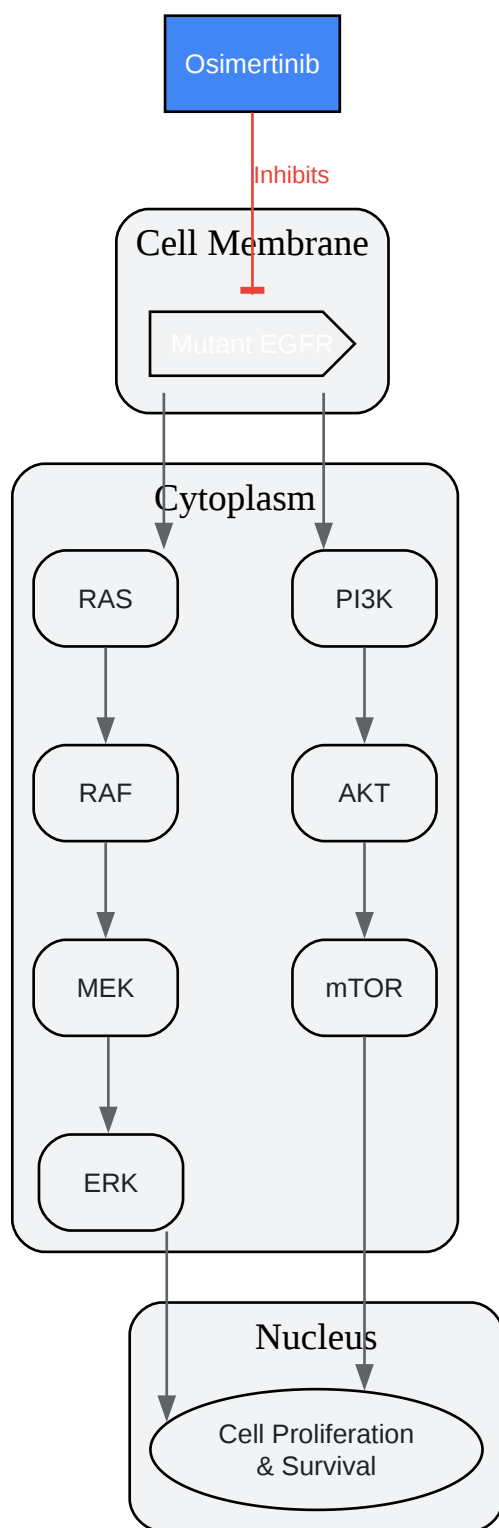 Osimertinib
Inhibits
Cell Membrane
Mutant EGFR
Cytoplasm
RAS
PI3K
RAF
AKT
MEK
mTOR
ERK
Nucleus
Cell Proliferation
& Survival